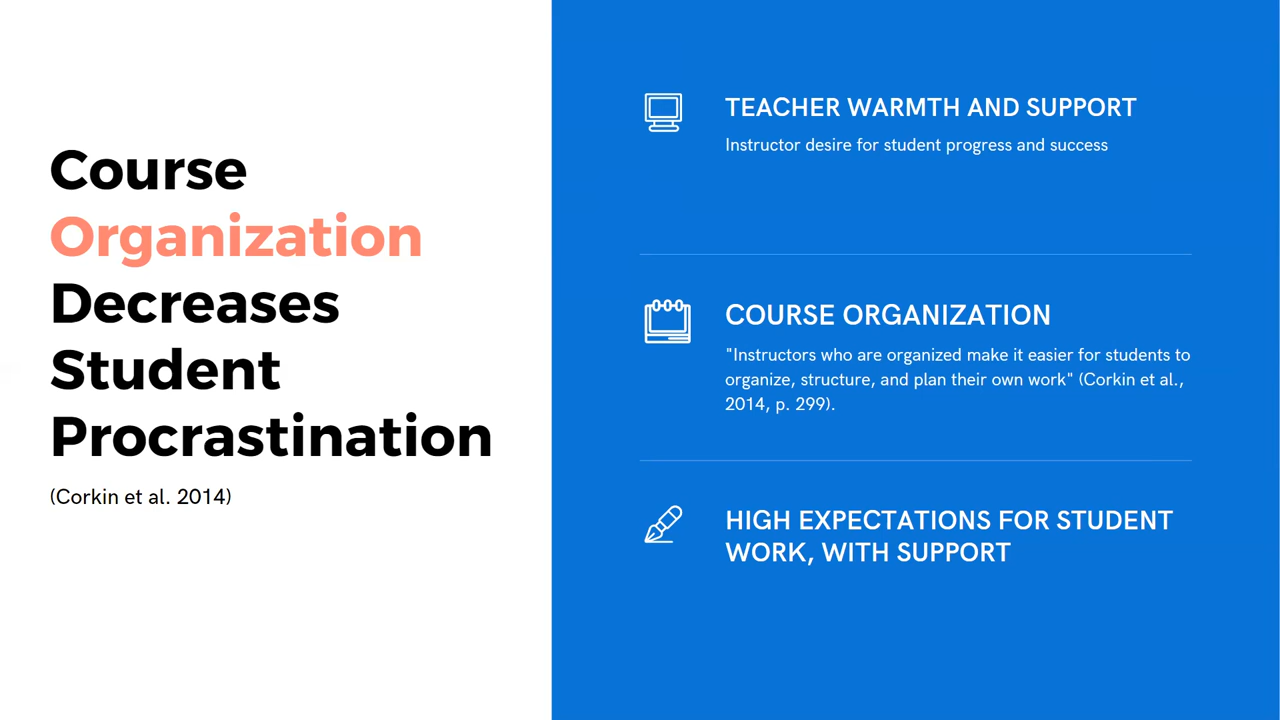 Course
Organization
Decreases
Student
Procrastination
(Corkin et al. 2014)
TEACHER WARMTH AND SUPPORT
Instructor desire for student progress and success
COURSE ORGANIZATION
"Instructors who are organized make it easier for students to
organize, structure, and plan their own work" (Corkin et al.,
2014, p. 299).
HIGH EXPECTATIONS FOR STUDENT
WORK, WITH SUPPORT